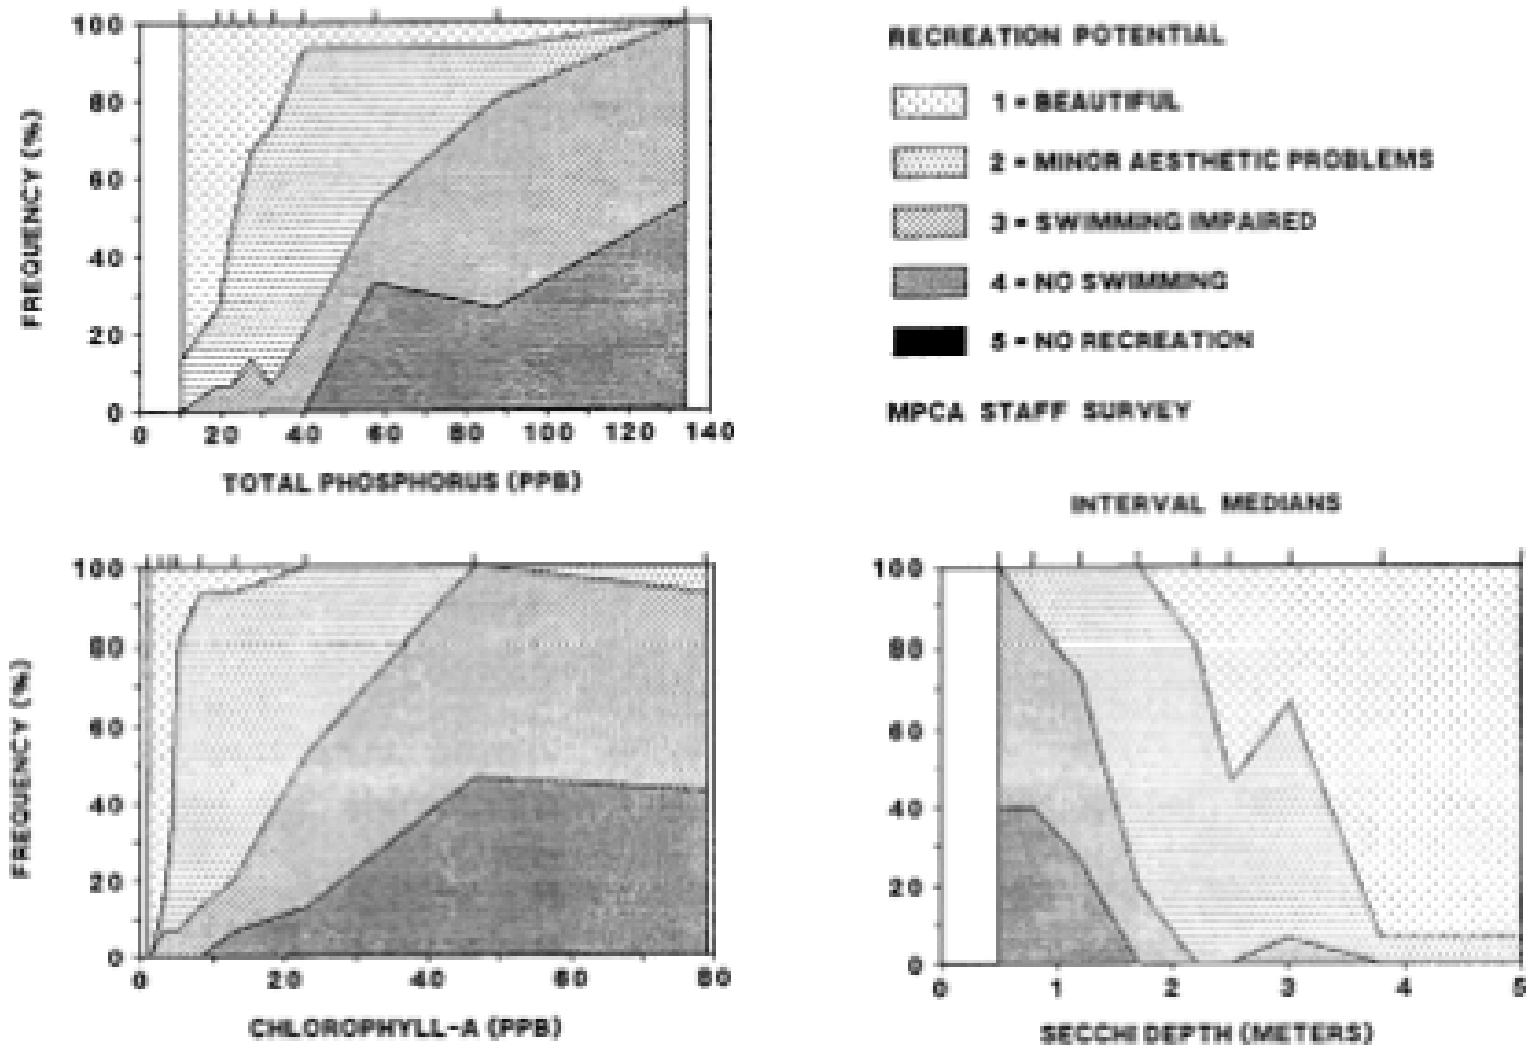 100
80
60
40
20
0
FREQUENCY (%)
0 20 40 60 80 100 120 140
TOTAL PHOSPHORUS (PPB)
RECREATION POTENTIAL
1 = BEAUTIFUL
2 = MINOR AESTHETIC PROBLEMS
3 = SWIMMING IMPAIRED
4 = NO SWIMMING
5 = NO RECREATION
MPCA STAFF SURVEY
100
80
60
40
20
0
FREQUENCY (%)
0 20 40 60 80
CHLOROPHYLL-A (PPB)
INTERVAL MEDIANS
100
80
60
40
20
0
FREQUENCY (%)
0 1 2 3 4 5
SECCHI DEPTH (METERS)